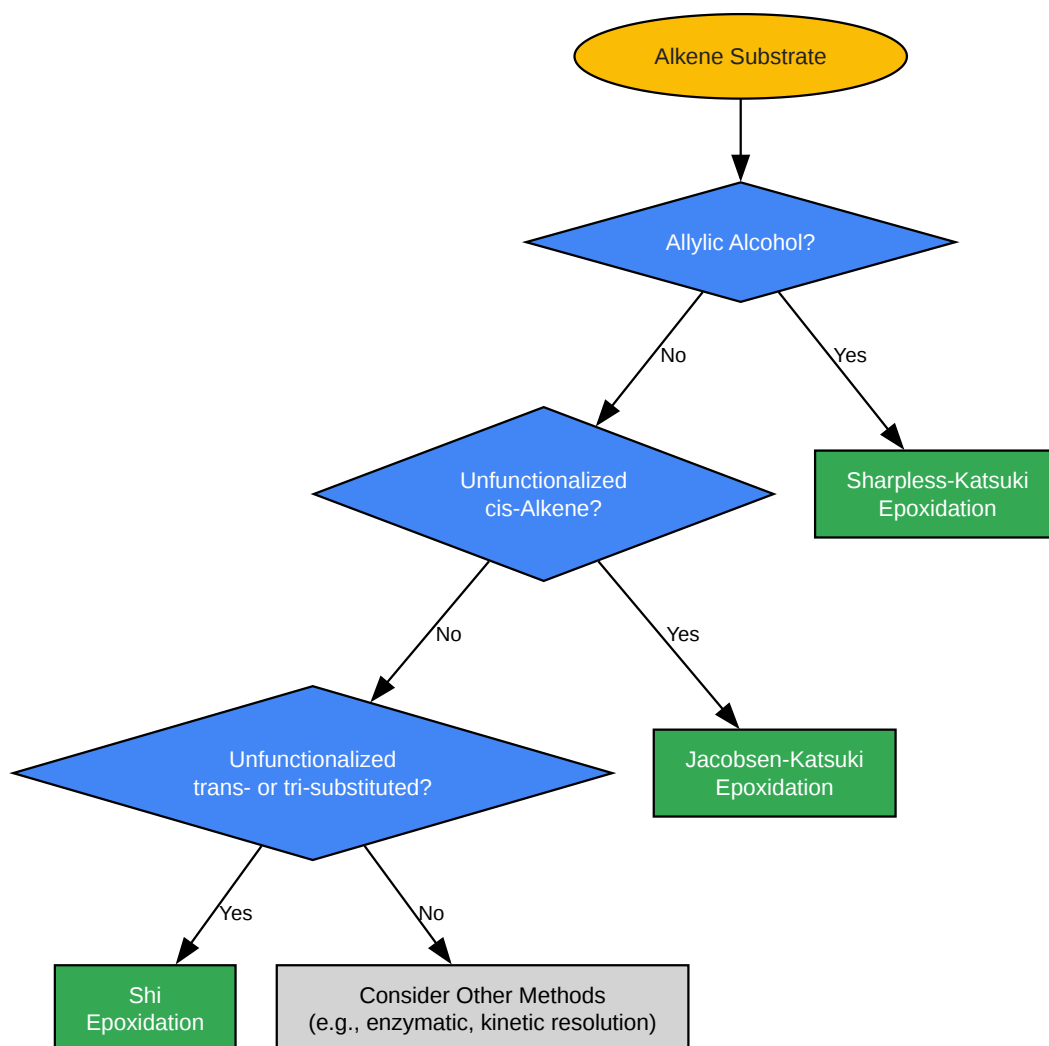 Alkene Substrate
Allylic Alcohol?
No
Yes
Unfunctionalized
cis-Alkene?
Sharpless-Katsuki
Epoxidation
No
Yes
Unfunctionalized
trans- or tri-substituted?
Jacobsen-Katsuki
Epoxidation
Yes
No
Shi
Epoxidation
Consider Other Methods
(e.g., enzymatic, kinetic resolution)